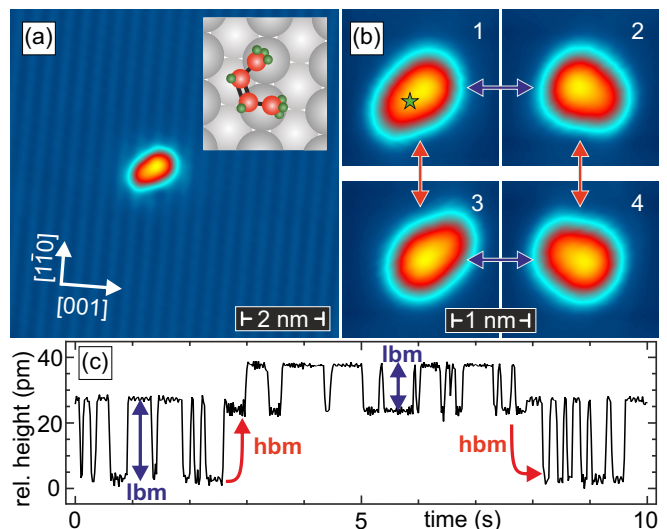 (a)
[11̄0]
[001]
2 nm
(b)
1
2
3
4
1 nm
(c)
rel. height (pm)
40
20
0
lbm
hbm
lbm
hbm
0
5
10
time (s)